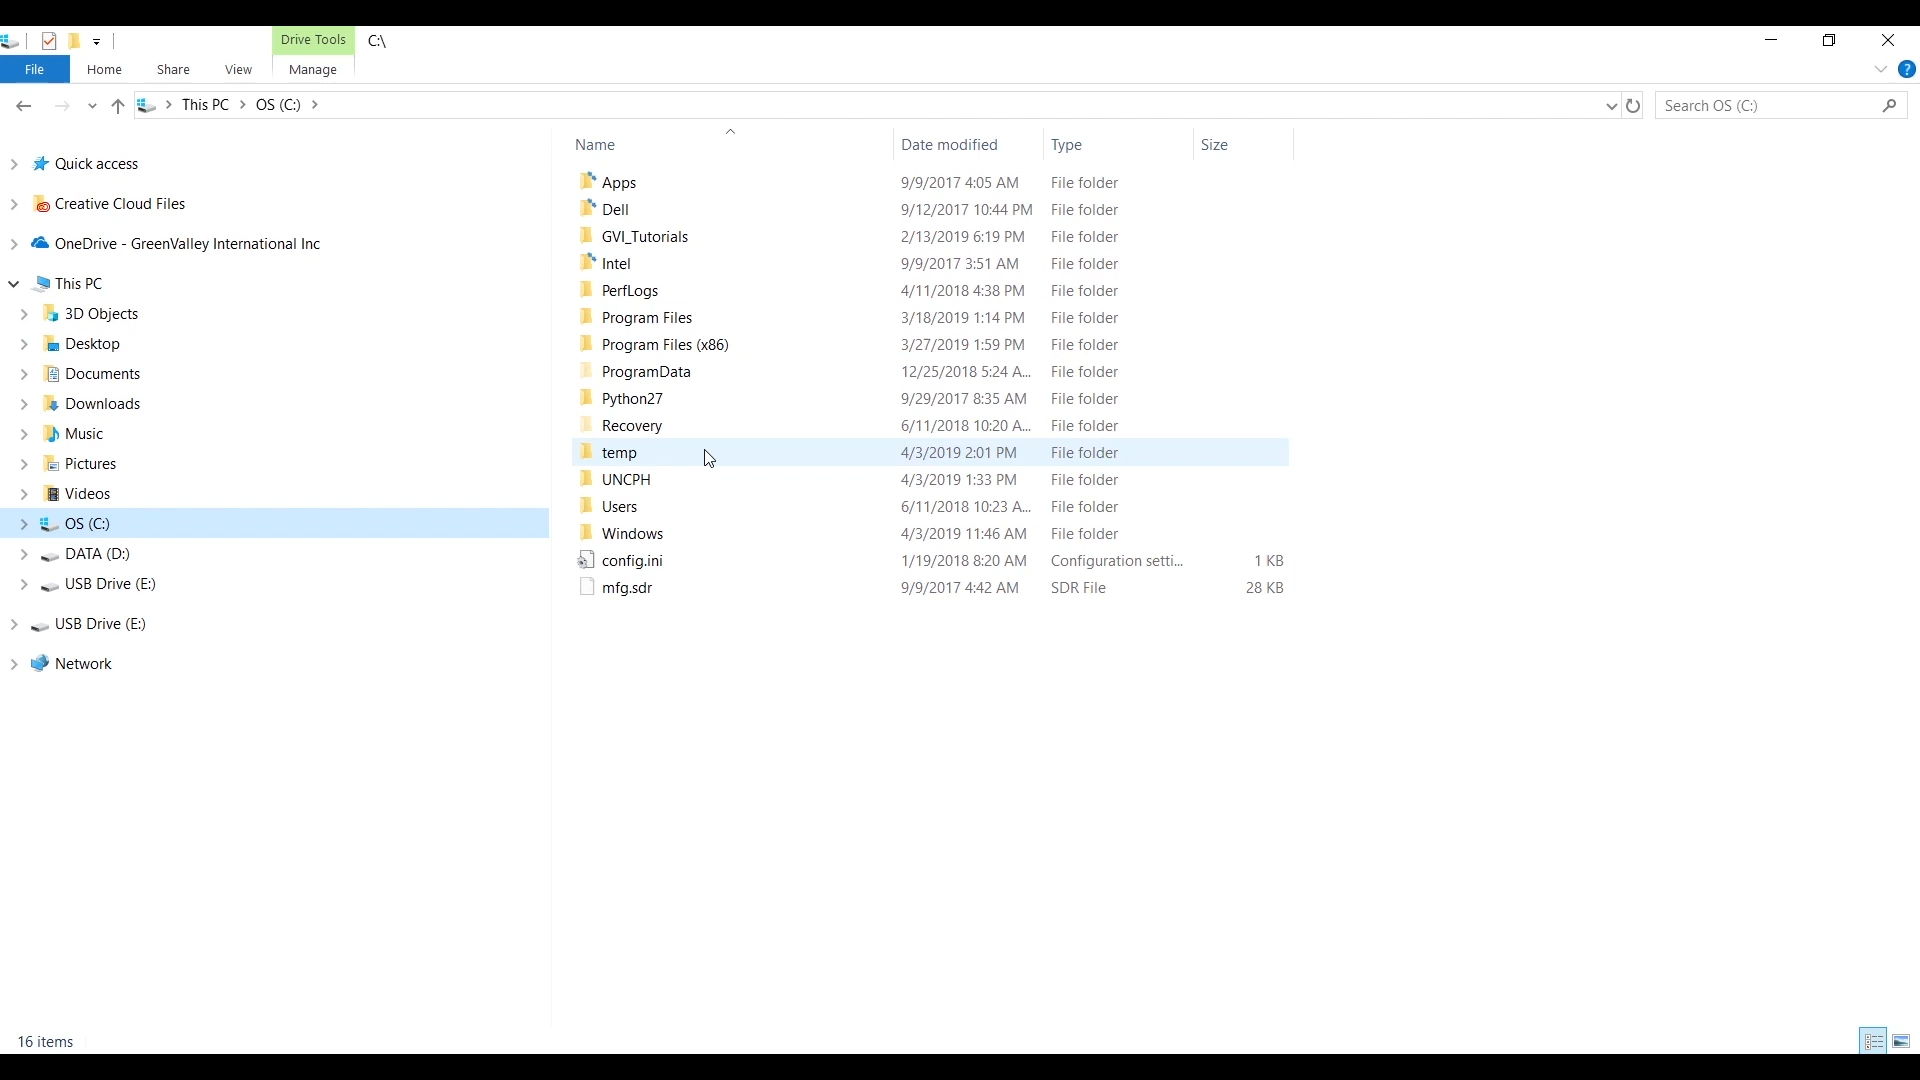 Drive Tools C:\
File Home Share View Manage
This PC OS (C:) Search OS (C:)
Quick access
Creative Cloud Files
OneDrive - GreenValley International Inc
This PC
3D Objects
Desktop
Documents
Downloads
Music
Pictures
Videos
OS (C:)
DATA (D:)
USB Drive (E:)
USB Drive (E:)
Network
Name Date modified Type Size
Apps 9/9/2017 4:05 AM File folder
Dell 9/12/2017 10:44 PM File folder
GVI_Tutorials 2/13/2019 6:19 PM File folder
Intel 9/9/2017 3:51 AM File folder
PerfLogs 4/11/2018 4:38 PM File folder
Program Files 3/18/2019 1:14 PM File folder
Program Files (x86) 3/27/2019 1:59 PM File folder
ProgramData 12/25/2018 5:24 A... File folder
Python27 9/29/2017 8:35 AM File folder
Recovery 6/11/2018 10:20 A... File folder
temp 4/3/2019 2:01 PM File folder
UNCPH 4/3/2019 1:33 PM File folder
Users 6/11/2018 10:23 A... File folder
Windows 4/3/2019 11:46 AM File folder
config.ini 1/19/2018 8:20 AM Configuration setti... 1 KB
mfg.sdr 9/9/2017 4:42 AM SDR File 28 KB
16 items